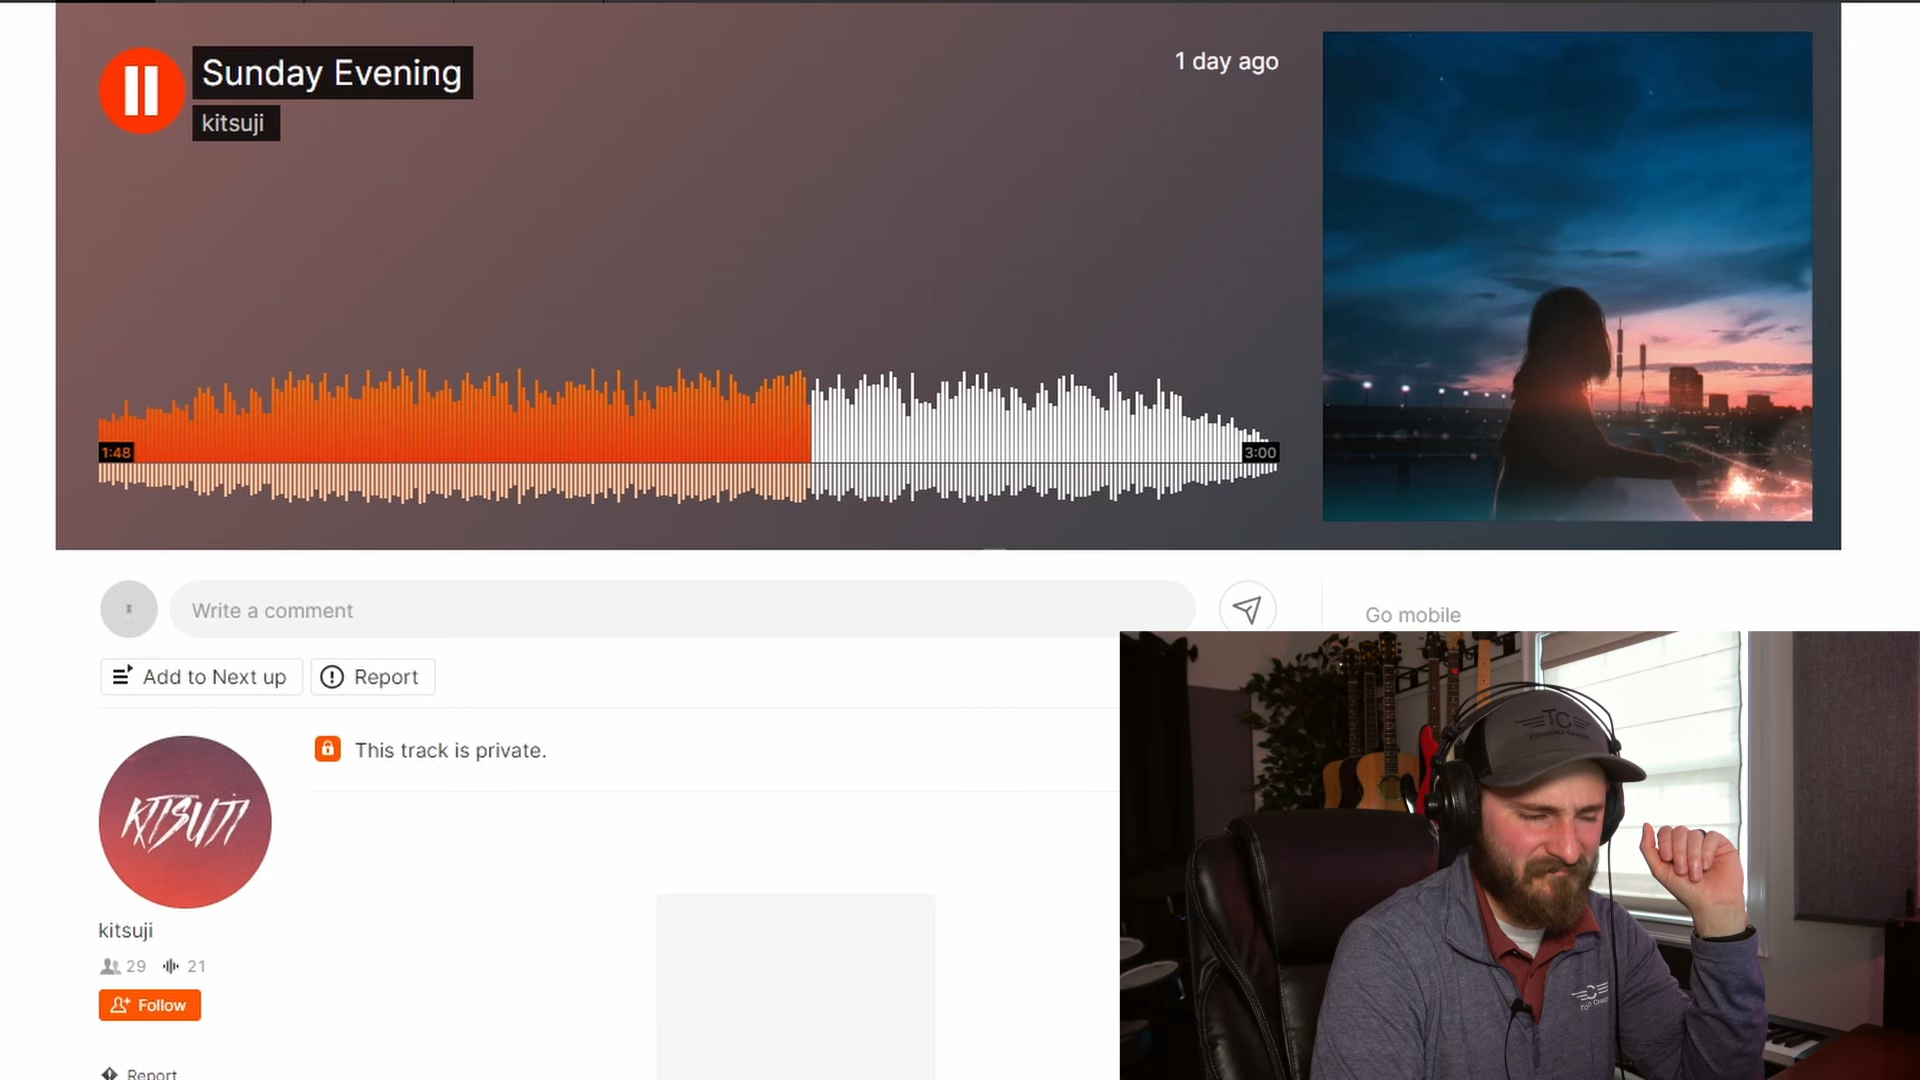 Sunday Evening
kitsuji
1 day ago
1:48
3:00
Write a comment
Go mobile
Add to Next up
Report
This track is private.
KITSUJI
kitsuji
29 21
Follow
Report
TC